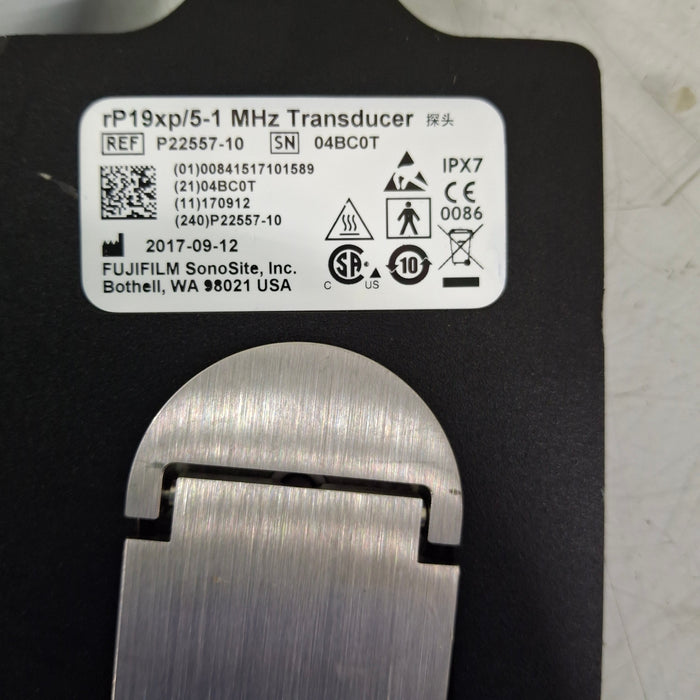 rP19xp/5-1 MHz Transducer 探头
REF P22557-10 SN 04BC0T
(01)00841517101589
(21)04BC0T
(11)170912
(240)P22557-10
2017-09-12
FUJIFILM SonoSite, Inc.
Bothell, WA 98021 USA
IPX7
CE
0086
C SA US
10